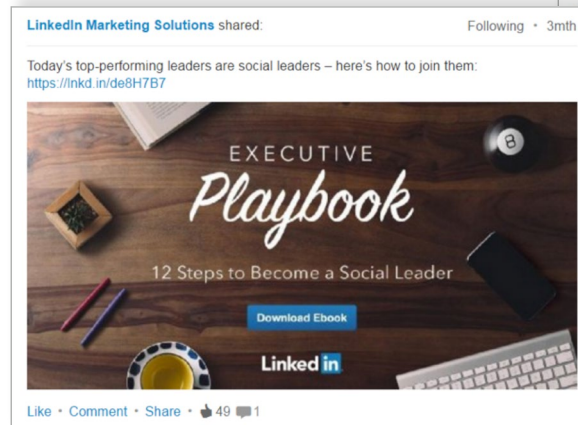 LinkedIn Marketing Solutions shared: Following • 3mth
Today's top-performing leaders are social leaders – here's how to join them:
https://lnkd.in/de8H7B7
8
EXECUTIVE
Playbook
12 Steps to Become a Social Leader
Download Ebook
Linked in
Like • Comment • Share • 49 1